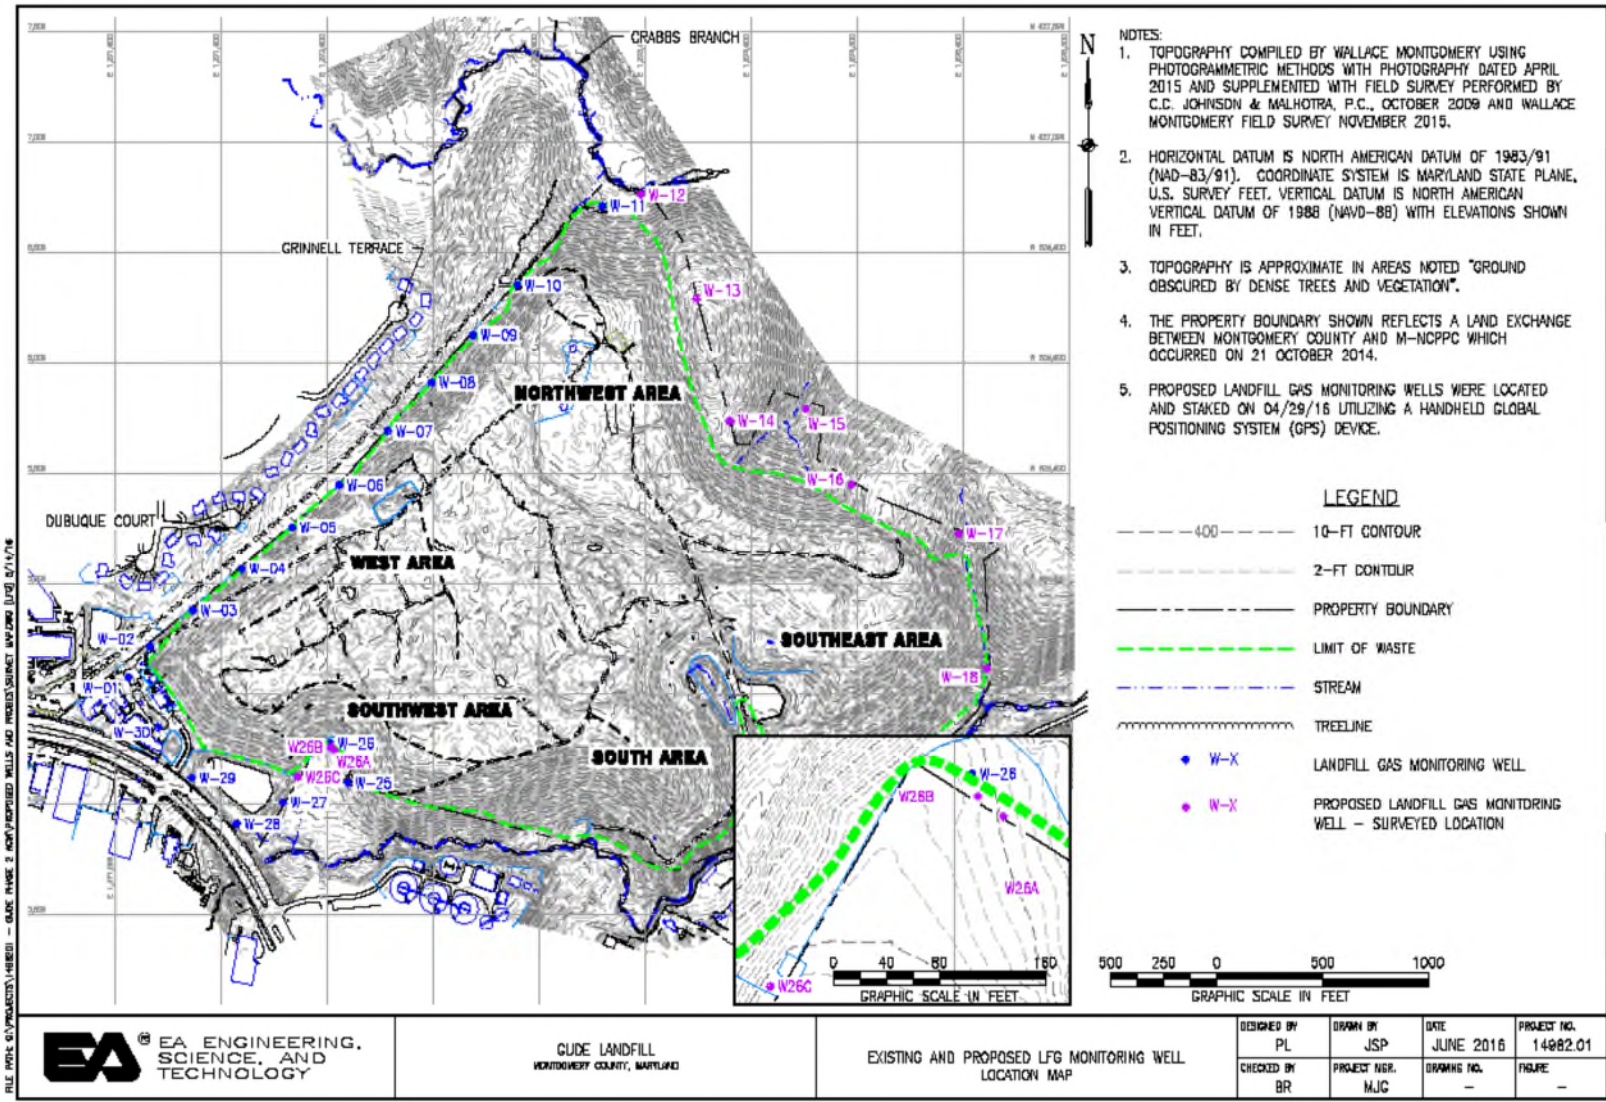 CRABBS BRANCH
N
W-12
W-11
GRINNELL TERRACE
W-10
W-13
W-09
W-08
NORTHWEST AREA
W-14
W-15
W-07
W-06
W-16
DUBUQUE COURT
W-05
W-17
W-04
WEST AREA
W-03
W-02
SOUTHEAST AREA
W-01
W-18
SOUTHWEST AREA
W-30
W26B
W-26
W26A
SOUTH AREA
W26C
W-25
W-29
W-27
W-28
W-26
W26B
W26A
W26C
0 40 80 160
GRAPHIC SCALE IN FEET
NOTES:
1. TOPOGRAPHY COMPILED BY WALLACE MONTGOMERY USING
PHOTOGRAMMETRIC METHODS WITH PHOTOGRAPHY DATED APRIL
2015 AND SUPPLEMENTED WITH FIELD SURVEY PERFORMED BY
C.C. JOHNSON & MALHOTRA, P.C., OCTOBER 2009 AND WALLACE
MONTGOMERY FIELD SURVEY NOVEMBER 2015.
2. HORIZONTAL DATUM IS NORTH AMERICAN DATUM OF 1983/91
(NAD-83/91). COORDINATE SYSTEM IS MARYLAND STATE PLANE,
U.S. SURVEY FEET. VERTICAL DATUM IS NORTH AMERICAN
VERTICAL DATUM OF 1988 (NAVD-88) WITH ELEVATIONS SHOWN
IN FEET.
3. TOPOGRAPHY IS APPROXIMATE IN AREAS NOTED "GROUND
OBSCURED BY DENSE TREES AND VEGETATION".
4. THE PROPERTY BOUNDARY SHOWN REFLECTS A LAND EXCHANGE
BETWEEN MONTGOMERY COUNTY AND M-NCPPC WHICH
OCCURRED ON 21 OCTOBER 2014.
5. PROPOSED LANDFILL GAS MONITORING WELLS WERE LOCATED
AND STAKED ON 04/29/16 UTILIZING A HANDHELD GLOBAL
POSITIONING SYSTEM (GPS) DEVICE.
LEGEND
400 10-FT CONTOUR
2-FT CONTOUR
PROPERTY BOUNDARY
LIMIT OF WASTE
STREAM
TREELINE
W-X LANDFILL GAS MONITORING WELL
W-X PROPOSED LANDFILL GAS MONITORING
WELL - SURVEYED LOCATION
500 250 0 500 1000
GRAPHIC SCALE IN FEET
EA ® EA ENGINEERING,
SCIENCE, AND
TECHNOLOGY
GUDE LANDFILL
MONTGOMERY COUNTY, MARYLAND
EXISTING AND PROPOSED LFG MONITORING WELL
LOCATION MAP
DESIGNED BY DRAWN BY DATE PROJECT NO.
PL JSP JUNE 2016 14982.01
CHECKED BY PROJECT MGR. DRAWING NO. FIGURE
BR MJG - -